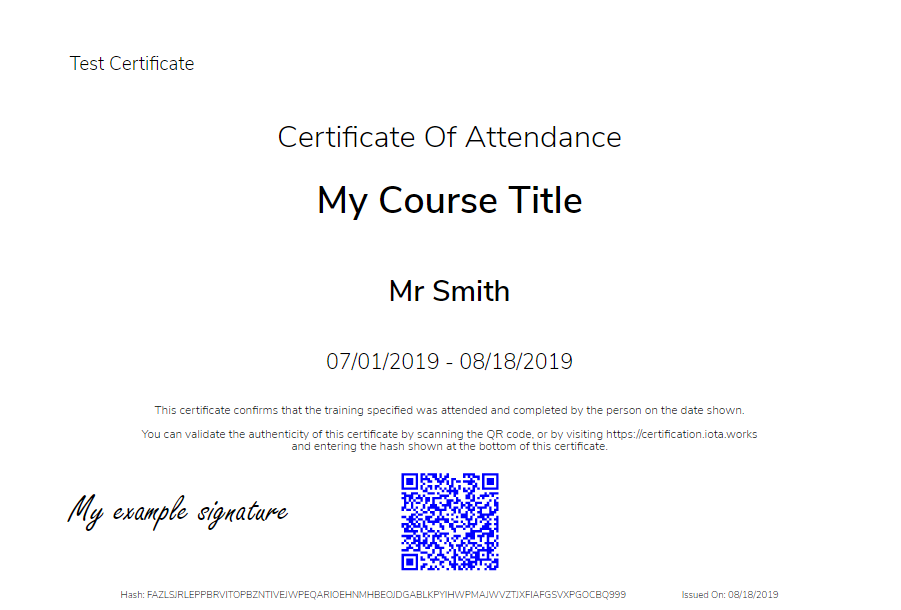 Test Certificate
Certificate Of Attendance
My Course Title
Mr Smith
07/01/2019 - 08/18/2019
This certificate confirms that the training specified was attended and completed by the person on the date shown.
You can validate the authenticity of this certificate by scanning the QR code, or by visiting https://certification.iota.works
and entering the hash shown at the bottom of this certificate.
My example signature
Hash: FAZLSJRLEPPBRVITOPBZNTIVEJWPEQARIOEHNMHBEOJDGABLKPYIHWPMAJWVZTJXFIAFGSVXPGOCBQ999
Issued On: 08/18/2019